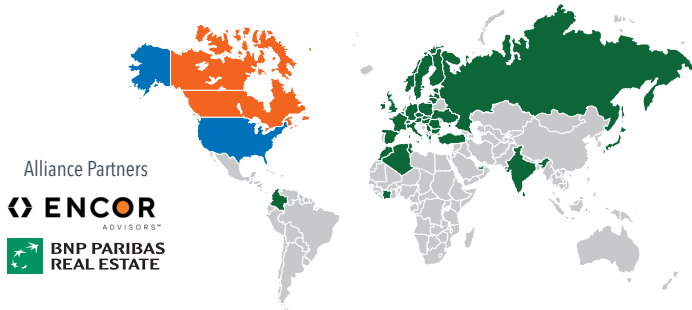 Alliance Partners
ENCOR
ADVISORS™
BNP PARIBAS
REAL ESTATE